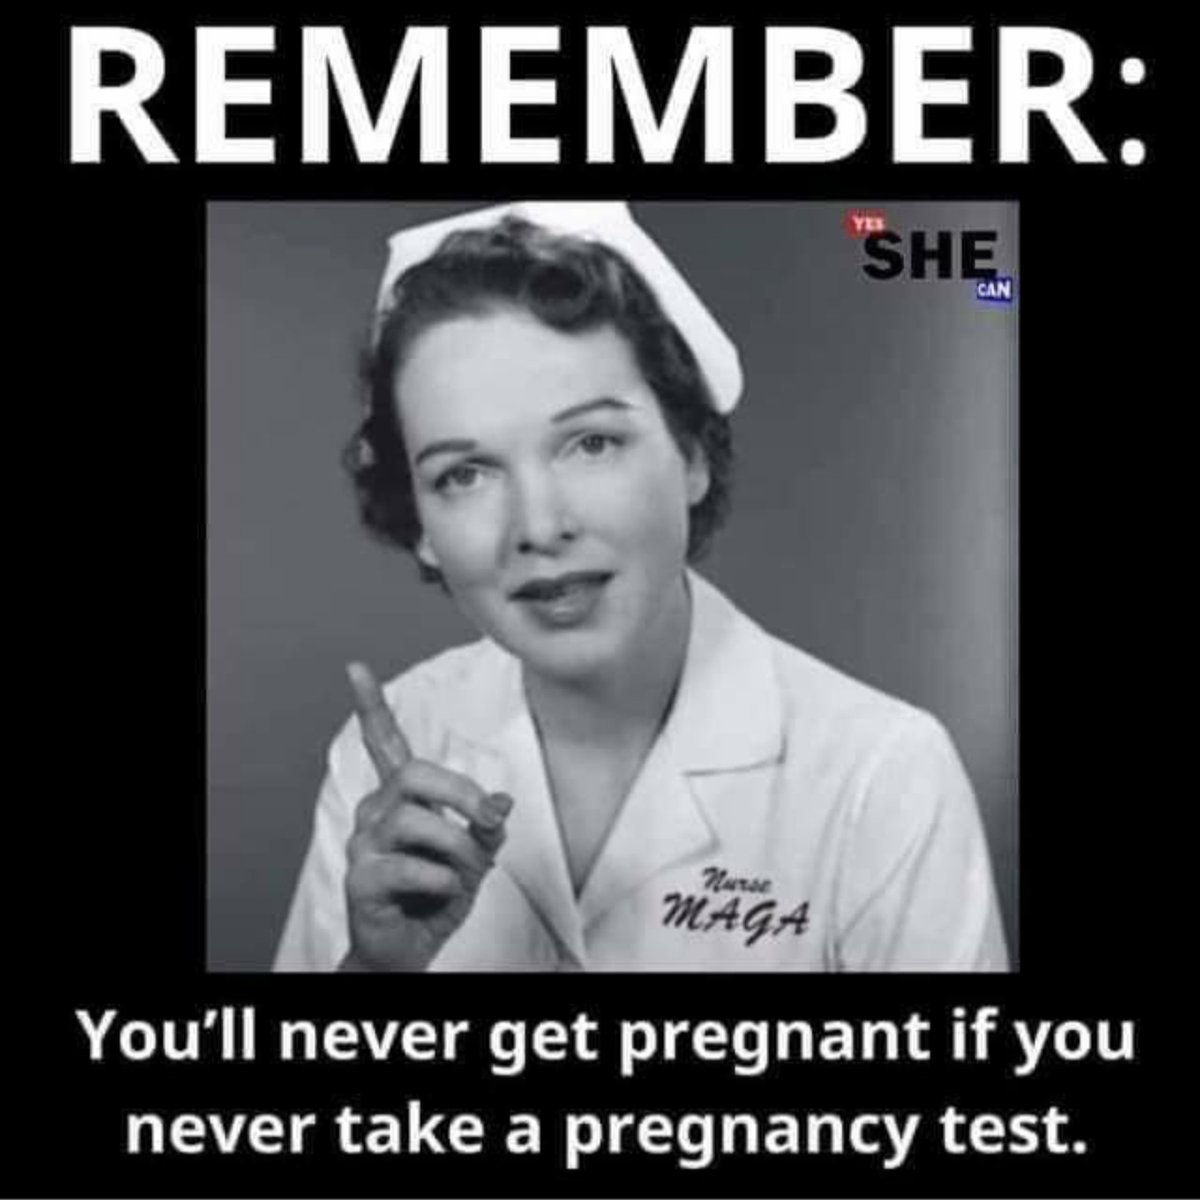 REMEMBER:
YES
SHE
CAN
Nurse
MAGA
You’ll never get pregnant if you
never take a pregnancy test.